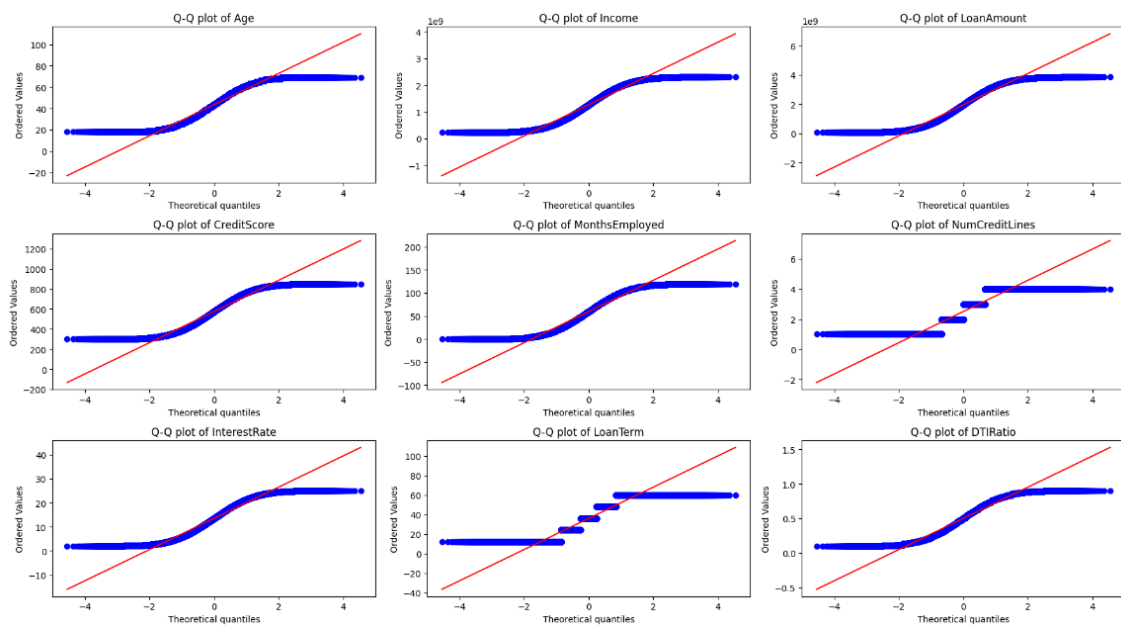 Q-Q plot of Age
Ordered Values
100
80
60
40
20
0
−20
−4 −2 0 2 4
Theoretical quantiles
1e9
Q-Q plot of Income
Ordered Values
4
3
2
1
0
−1
−4 −2 0 2 4
Theoretical quantiles
1e9
Q-Q plot of LoanAmount
Ordered Values
6
4
2
0
−2
−4 −2 0 2 4
Theoretical quantiles
Q-Q plot of CreditScore
Ordered Values
1200
1000
800
600
400
200
0
−200
−4 −2 0 2 4
Theoretical quantiles
Q-Q plot of MonthsEmployed
Ordered Values
200
150
100
50
0
−50
−100
−4 −2 0 2 4
Theoretical quantiles
Q-Q plot of NumCreditLines
Ordered Values
6
4
2
0
−2
−4 −2 0 2 4
Theoretical quantiles
Q-Q plot of InterestRate
Ordered Values
40
30
20
10
0
−10
−4 −2 0 2 4
Theoretical quantiles
Q-Q plot of LoanTerm
Ordered Values
100
80
60
40
20
0
−20
−40
−4 −2 0 2 4
Theoretical quantiles
Q-Q plot of DTIRatio
Ordered Values
1.5
1.0
0.5
0.0
−0.5
−4 −2 0 2 4
Theoretical quantiles